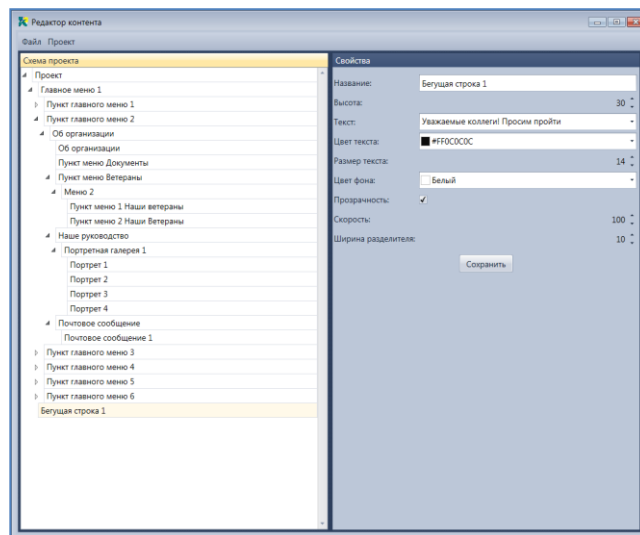 Редактор контента
Файл Проект
Схема проекта
Проект
Главное меню 1
Пункт главного меню 1
Пункт главного меню 2
Об организации
Об организации
Пункт меню Документы
Пункт меню Ветераны
Меню 2
Пункт меню 1 Наши ветераны
Пункт меню 2 Наши Ветераны
Наше руководство
Портретная галерея 1
Портрет 1
Портрет 2
Портрет 3
Портрет 4
Почтовое сообщение
Почтовое сообщение 1
Пункт главного меню 3
Пункт главного меню 4
Пункт главного меню 5
Пункт главного меню 6
Бегущая строка 1
Свойства
Название: Бегущая строка 1
Высота: 30
Текст: Уважаемые коллеги! Просим пройти
Цвет текста: #FF0C0C0C
Размер текста: 14
Цвет фона: Белый
Прозрачность:
Скорость: 100
Ширина разделителя: 10
Сохранить